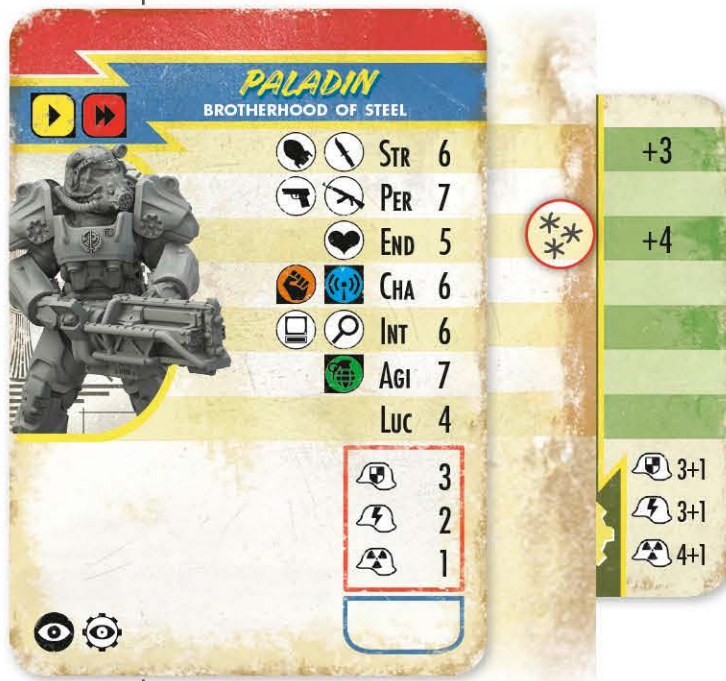 PALADIN
BROTHERHOOD OF STEEL
STR 6 +3
PER 7
END 5 *** +4
CHA 6
INT 6
AGI 7
LUC 4
3 3+1
2 3+1
1 4+1